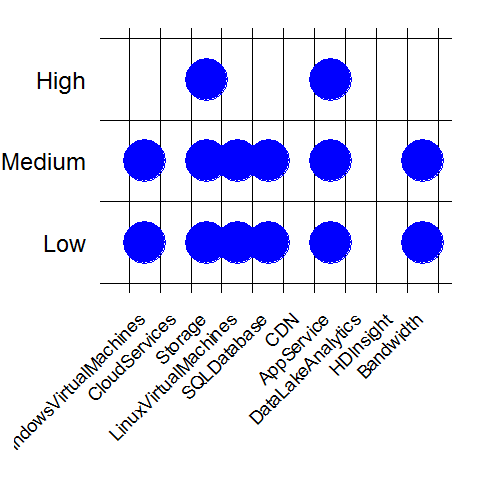 High
Medium
Low
ndowsVirtualMachines
CloudServices
Storage
LinuxVirtualMachines
SQLDatabase
CDN
AppService
DataLakeAnalytics
HDInsight
Bandwidth